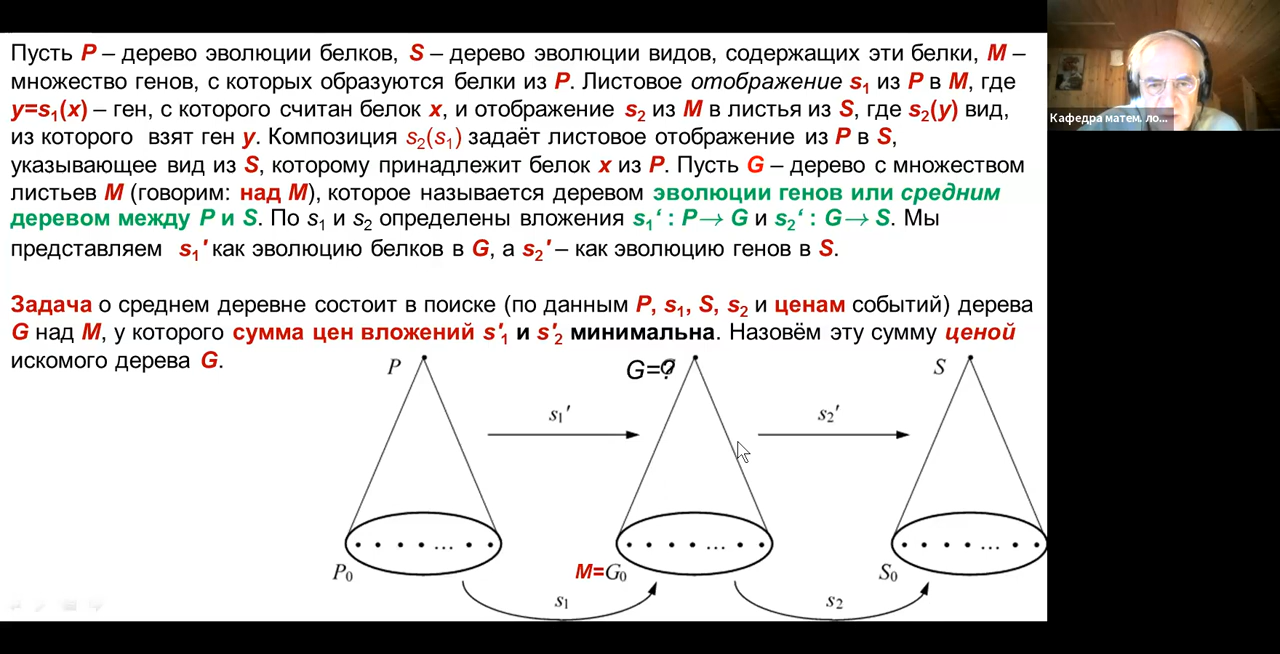 Пусть P – дерево эволюции белков, S – дерево эволюции видов, содержащих эти белки, M –
множество генов, с которых образуются белки из P. Листовое отображение s₁ из P в M, где
y=s₁(x) – ген, с которого считан белок x, и отображение s₂ из M в листья из S, где s₂(y) вид,
из которого взят ген y. Композиция s₂(s₁) задаёт листовое отображение из P в S,
указывающее вид из S, которому принадлежит белок x из P. Пусть G – дерево с множеством
листьев M (говорим: над M), которое называется деревом эволюции генов или средним
деревом между P и S. По s₁ и s₂ определены вложения s₁‘ : P→ G и s₂‘ : G→ S. Мы
представляем s₁' как эволюцию белков в G, а s₂' – как эволюцию генов в S.
Задача о среднем деревне состоит в поиске (по данным P, s₁, S, s₂ и ценам событий) дерева
G над M, у которого сумма цен вложений s'₁ и s'₂ минимальна. Назовём эту сумму ценой
искомого дерева G.
P G=? S
s₁' s₂'
... ... ...
P₀ M=G₀ S₀
s₁ s₂
Кафедра матем. ло...